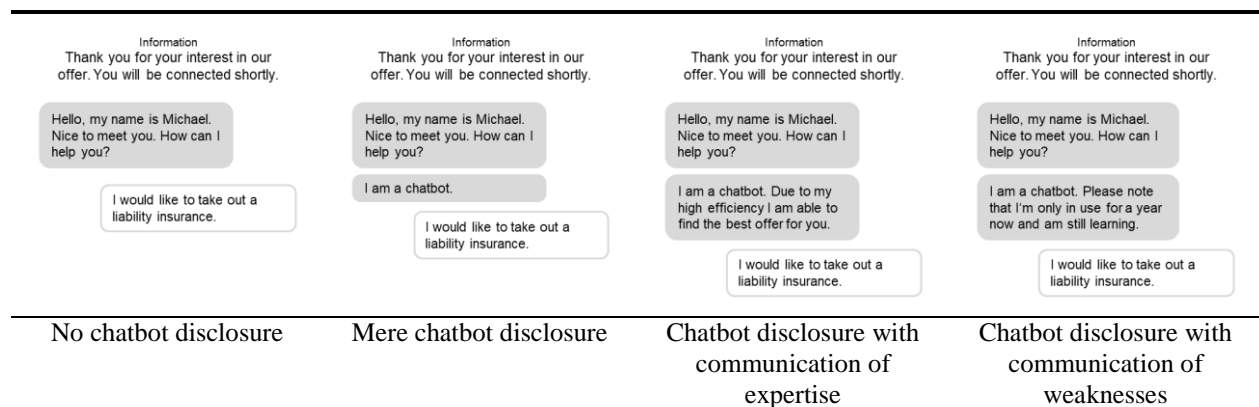 Information
Thank you for your interest in our
offer. You will be connected shortly.
Hello, my name is Michael.
Nice to meet you. How can I
help you?
I would like to take out a
liability insurance.
No chatbot disclosure
Information
Thank you for your interest in our
offer. You will be connected shortly.
Hello, my name is Michael.
Nice to meet you. How can I
help you?
I am a chatbot.
I would like to take out a
liability insurance.
Mere chatbot disclosure
Information
Thank you for your interest in our
offer. You will be connected shortly.
Hello, my name is Michael.
Nice to meet you. How can I
help you?
I am a chatbot. Due to my
high efficiency I am able to
find the best offer for you.
I would like to take out a
liability insurance.
Chatbot disclosure with
communication of
expertise
Information
Thank you for your interest in our
offer. You will be connected shortly.
Hello, my name is Michael.
Nice to meet you. How can I
help you?
I am a chatbot. Please note
that I'm only in use for a year
now and am still learning.
I would like to take out a
liability insurance.
Chatbot disclosure with
communication of
weaknesses